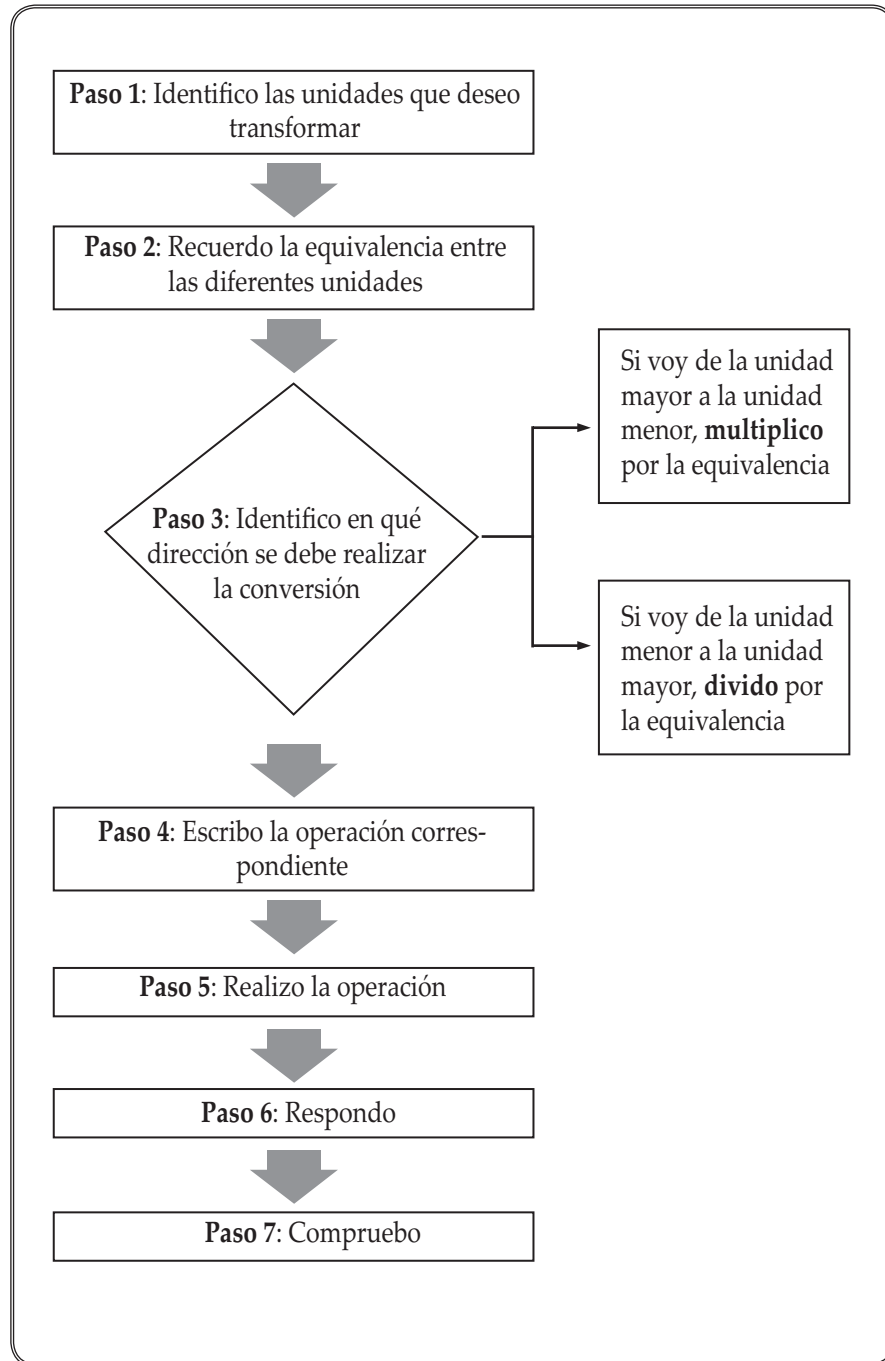 Paso 1: Identifico las unidades que deseo
transformar
Paso 2: Recuerdo la equivalencia entre
las diferentes unidades
Paso 3: Identifico en qué
dirección se debe realizar
la conversión
Si voy de la unidad
mayor a la unidad
menor, multiplico
por la equivalencia
Si voy de la unidad
menor a la unidad
mayor, divido por
la equivalencia
Paso 4: Escribo la operación corres-
pondiente
Paso 5: Realizo la operación
Paso 6: Respondo
Paso 7: Compruebo